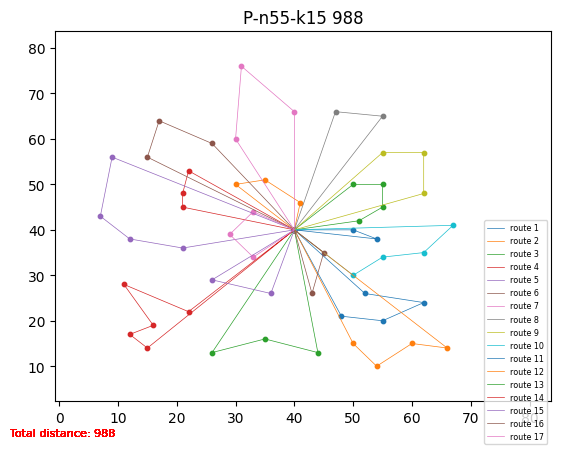 P-n55-k15 988
80
70
60
50
40
30
20
10
0 10 20 30 40 50 60 70
route 1
route 2
route 3
route 4
route 5
route 6
route 7
route 8
route 9
route 10
route 11
route 12
route 13
route 14
route 15
route 16
route 17
Total distance: 988